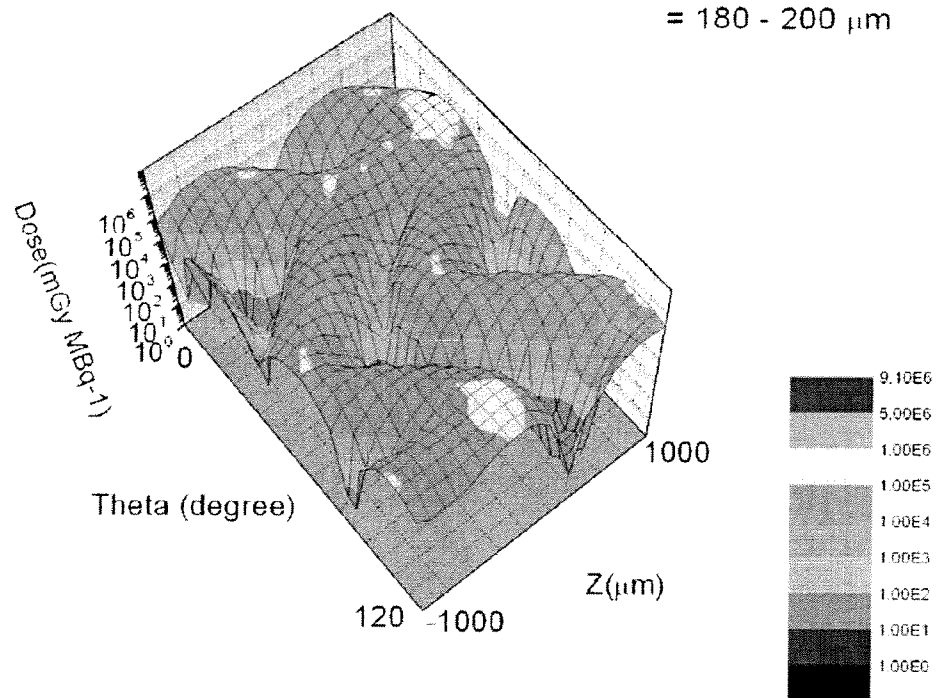 = 180 - 200 µm
Dose(mGy MBq-1)
10⁶
10⁵
10⁴
10³
10²
10¹
10⁰
0
Theta (degree)
120
-1000
Z(µm)
1000
9.10E6
5.00E6
1.00E6
1.00E5
1.00E4
1.00E3
1.00E2
1.00E1
1.00E0